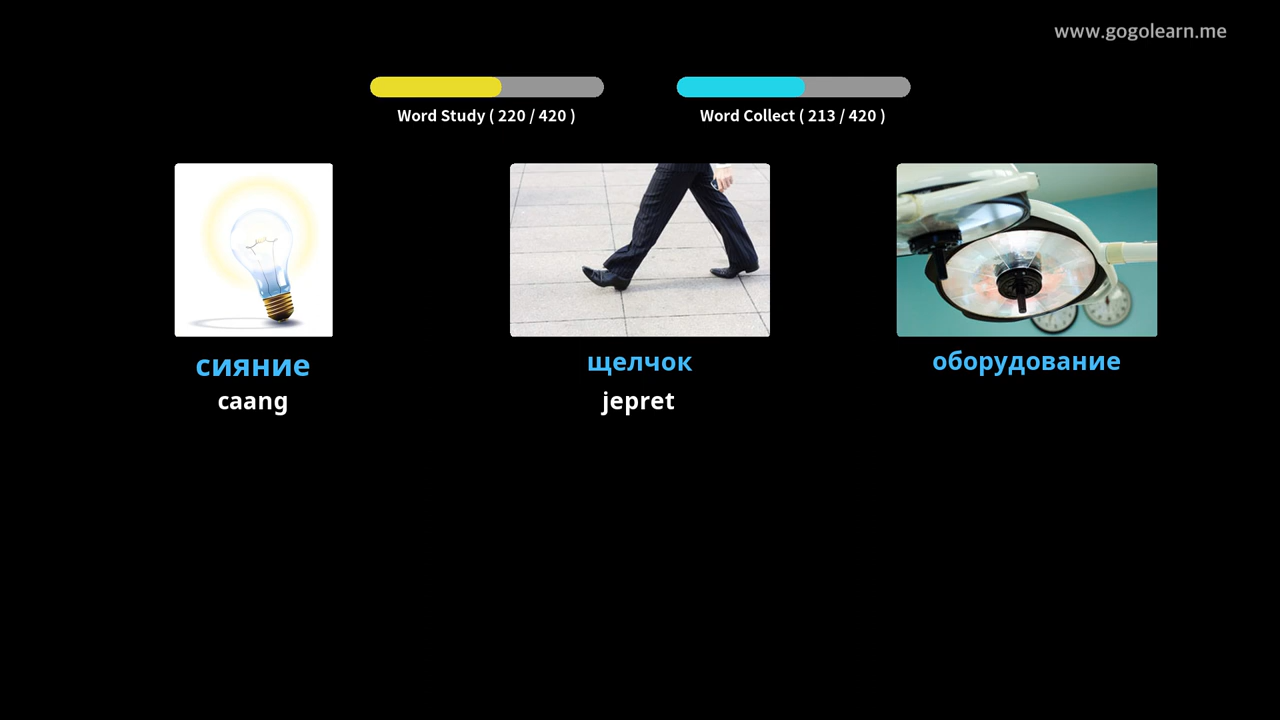 www.gogolearn.me
Word Study ( 220 / 420 )
Word Collect ( 213 / 420 )
сияние
caang
щелчок
jepret
оборудование